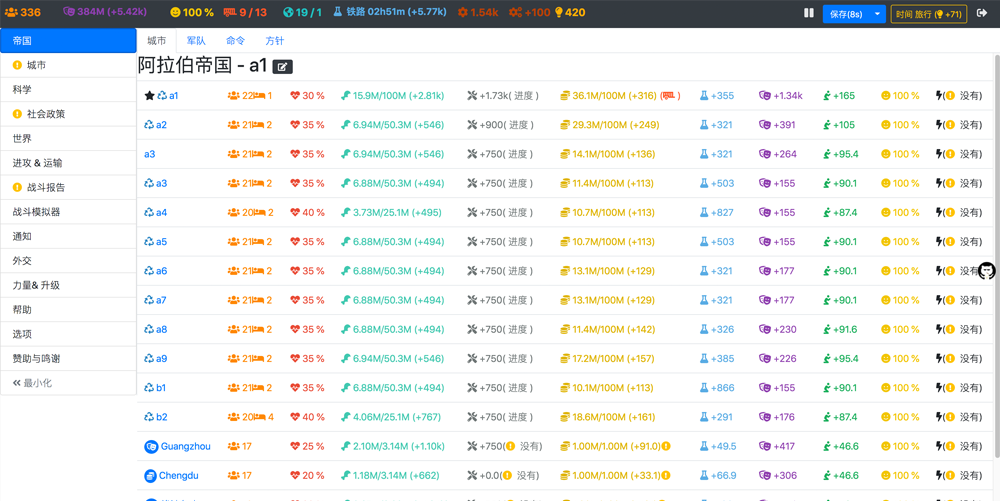 336 384M (+5.42k) 100 % 9 / 13 19 / 1 铁路 02h51m (+5.77k) 1.54k +100 420 保存(8s) 时间 旅行 ( +71)
帝国
城市
科学
社会政策
世界
进攻 & 运输
战斗报告
战斗模拟器
通知
外交
力量& 升级
帮助
选项
赞助与鸣谢
最小化
城市 军队 命令 方针
阿拉伯帝国 - a1
a1 22 1 30 % 15.9M/100M (+2.81k) +1.73k( 进度 ) 36.1M/100M (+316) ( ) +355 +1.34k +165 100 % ( 没有)
a2 21 2 35 % 6.94M/50.3M (+546) +900( 进度 ) 29.3M/100M (+249) +321 +391 +105 100 % ( 没有)
a3 21 2 35 % 6.94M/50.3M (+546) +750( 进度 ) 14.1M/100M (+136) +321 +264 +95.4 100 % ( 没有)
a3 21 2 35 % 6.88M/50.3M (+494) +750( 进度 ) 11.4M/100M (+113) +503 +155 +90.1 100 % ( 没有)
a4 20 2 40 % 3.73M/25.1M (+495) +750( 进度 ) 10.7M/100M (+113) +827 +155 +87.4 100 % ( 没有)
a5 21 2 35 % 6.88M/50.3M (+494) +750( 进度 ) 10.7M/100M (+113) +503 +155 +90.1 100 % ( 没有)
a6 21 2 35 % 6.88M/50.3M (+494) +750( 进度 ) 13.1M/100M (+129) +321 +177 +90.1 100 % ( 没有
a7 21 2 35 % 6.88M/50.3M (+494) +750( 进度 ) 13.1M/100M (+129) +321 +177 +90.1 100 % ( 没有)
a8 21 2 35 % 6.88M/50.3M (+494) +750( 进度 ) 11.4M/100M (+142) +326 +230 +91.6 100 % ( 没有)
a9 21 2 35 % 6.94M/50.3M (+546) +750( 进度 ) 17.2M/100M (+157) +385 +226 +95.4 100 % ( 没有)
b1 21 2 35 % 6.88M/50.3M (+494) +750( 进度 ) 10.1M/100M (+113) +866 +155 +90.1 100 % ( 没有)
b2 20 4 40 % 4.06M/25.1M (+767) +750( 进度 ) 18.6M/100M (+161) +291 +176 +87.4 100 % ( 没有)
Guangzhou 17 25 % 2.10M/3.14M (+1.10k) +750( 没有) 1.00M/1.00M (+91.0) +49.5 +417 +46.6 100 % ( 没有)
Chengdu 17 20 % 1.18M/3.14M (+662) +0.0( 没有) 1.00M/1.00M (+33.1) +66.9 +306 +46.6 100 % ( 没有)